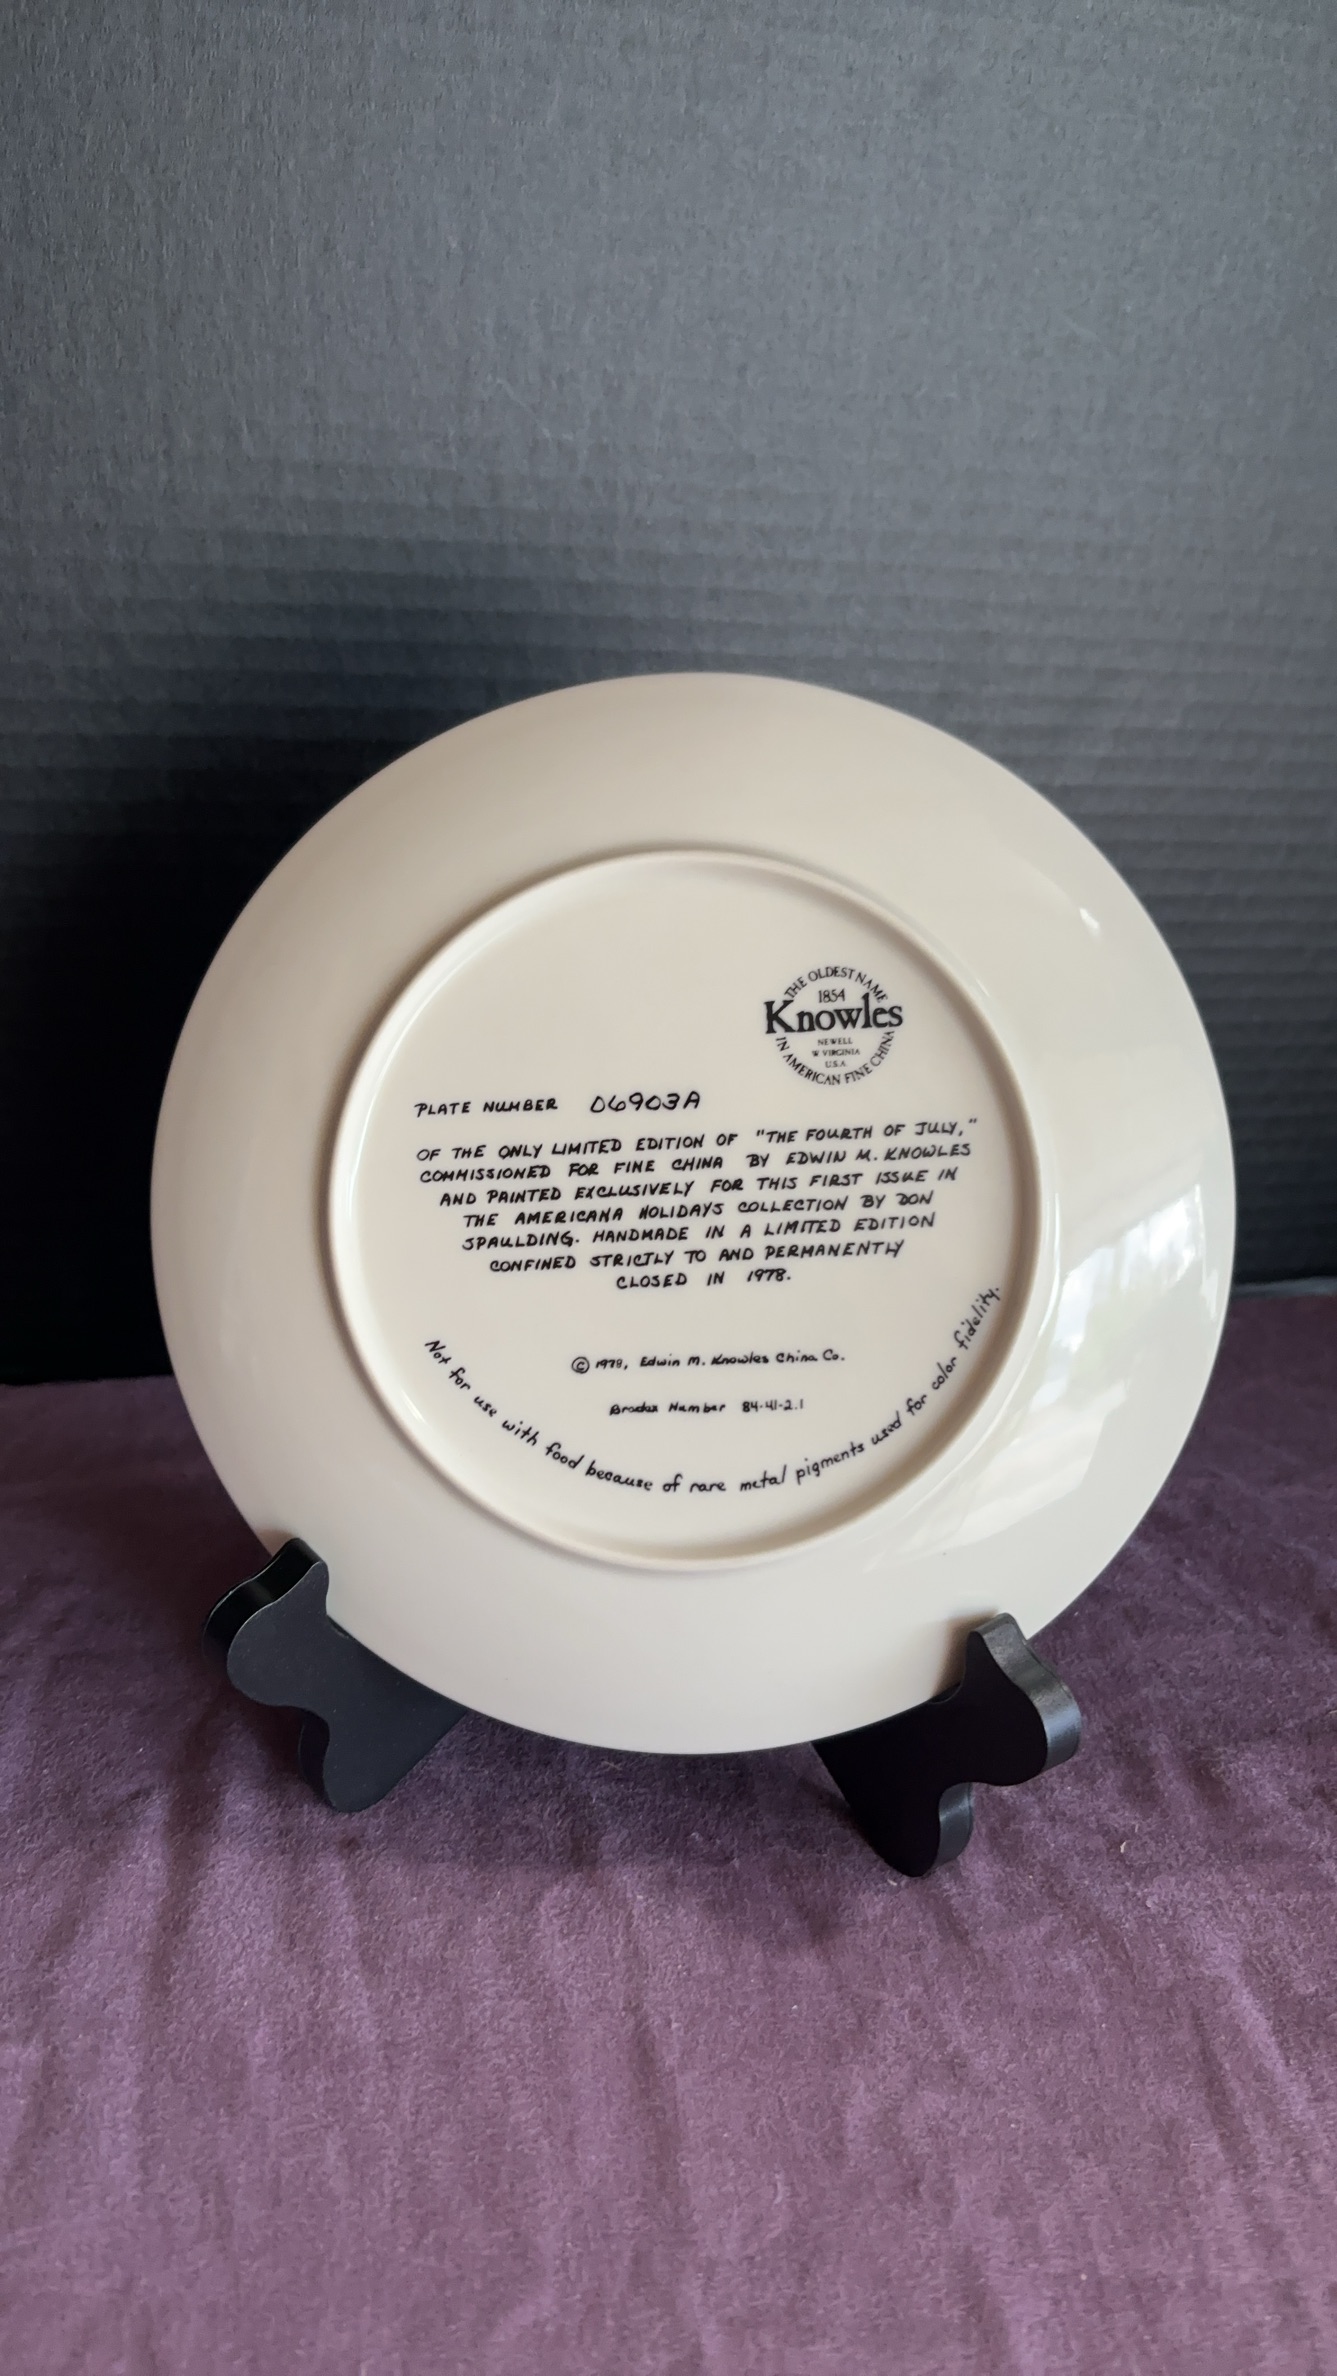 THE OLDEST NAME
1854
Knowles
NEWELL
W VIRGINIA
U.S.A
IN AMERICAN FINE CHINA
PLATE NUMBER 06903A
OF THE ONLY LIMITED EDITION OF "THE FOURTH OF JULY,"
COMMISSIONED FOR FINE CHINA BY EDWIN M. KNOWLES
AND PAINTED EXCLUSIVELY FOR THIS FIRST ISSUE IN
THE AMERICANA HOLIDAYS COLLECTION BY DON
SPAULDING. HANDMADE IN A LIMITED EDITION
CONFINED STRICTLY TO AND PERMANENTLY
CLOSED IN 1978.
© 1978, Edwin M. Knowles China Co.
Bradex Number 84-41-2.1
Not for use with food because of rare metal pigments used for color fidelity.